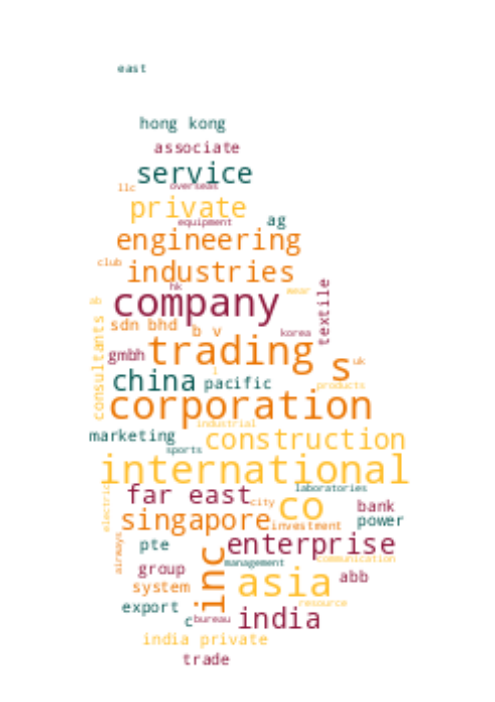 east
hong kong
associate
service
llc overseas
private
equipment ag
engineering
club industries
hk wear
ab company textile
sdn bhd b v korea
consultants gmbh trading s uk
i
china pacific products
corporation
industrial
marketing construction
sports
international
electric far east laboratories
city co bank
singapore investment power
airways pte inc enterprise
management communication
group asia abb
system
export resource
c bureau india
india private
trade